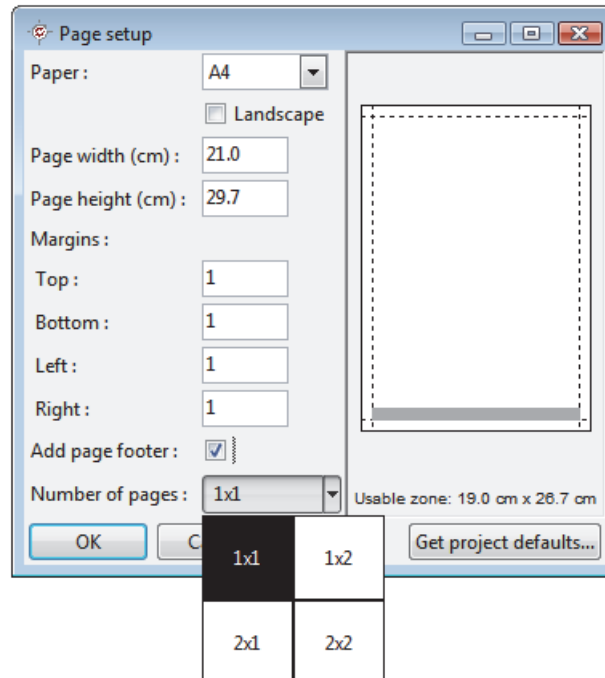 Page setup
Paper : A4
Landscape
Page width (cm) : 21.0
Page height (cm) : 29.7
Margins :
Top : 1
Bottom : 1
Left : 1
Right : 1
Add page footer :
Number of pages : 1x1
Usable zone: 19.0 cm x 26.7 cm
OK C Get project defaults...
1x1 1x2
2x1 2x2